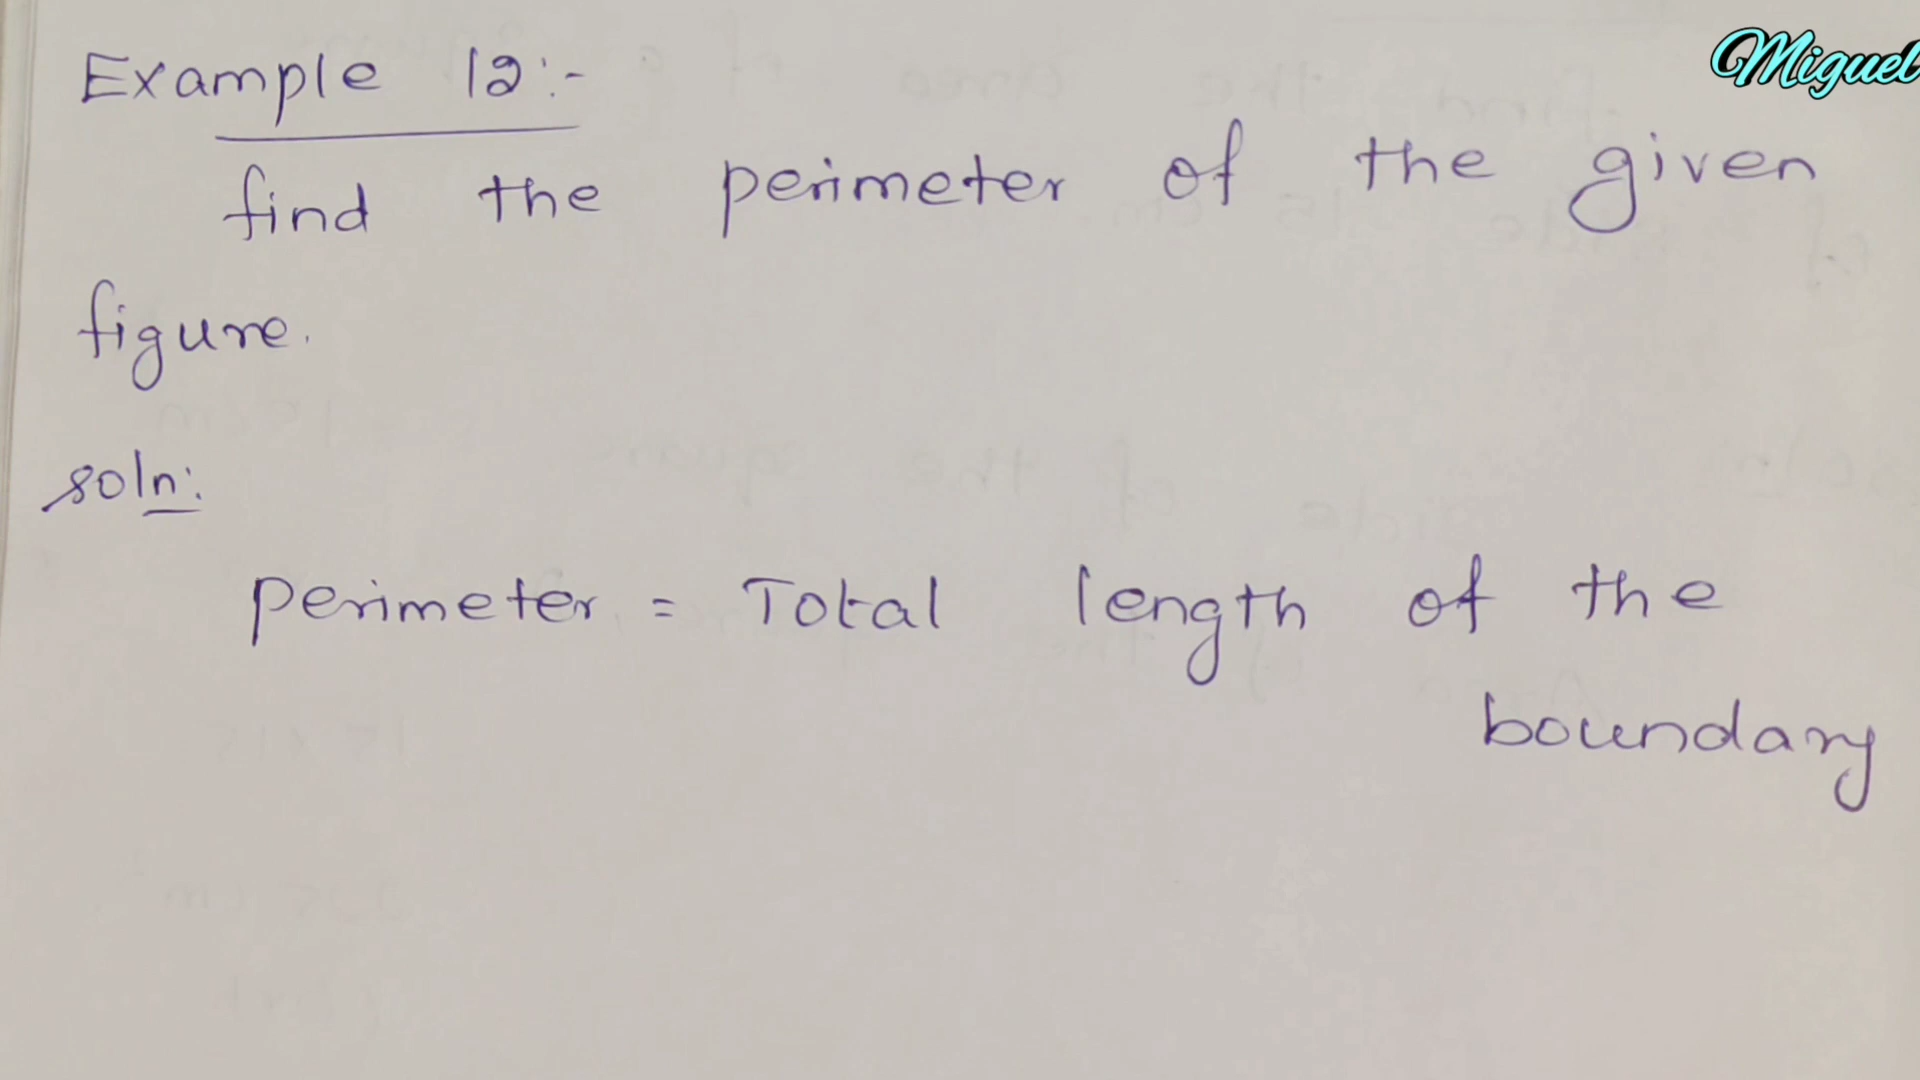 Example 12:-
Miguel
find the perimeter of the given
figure.
soln:
perimeter = Total length of the
boundary